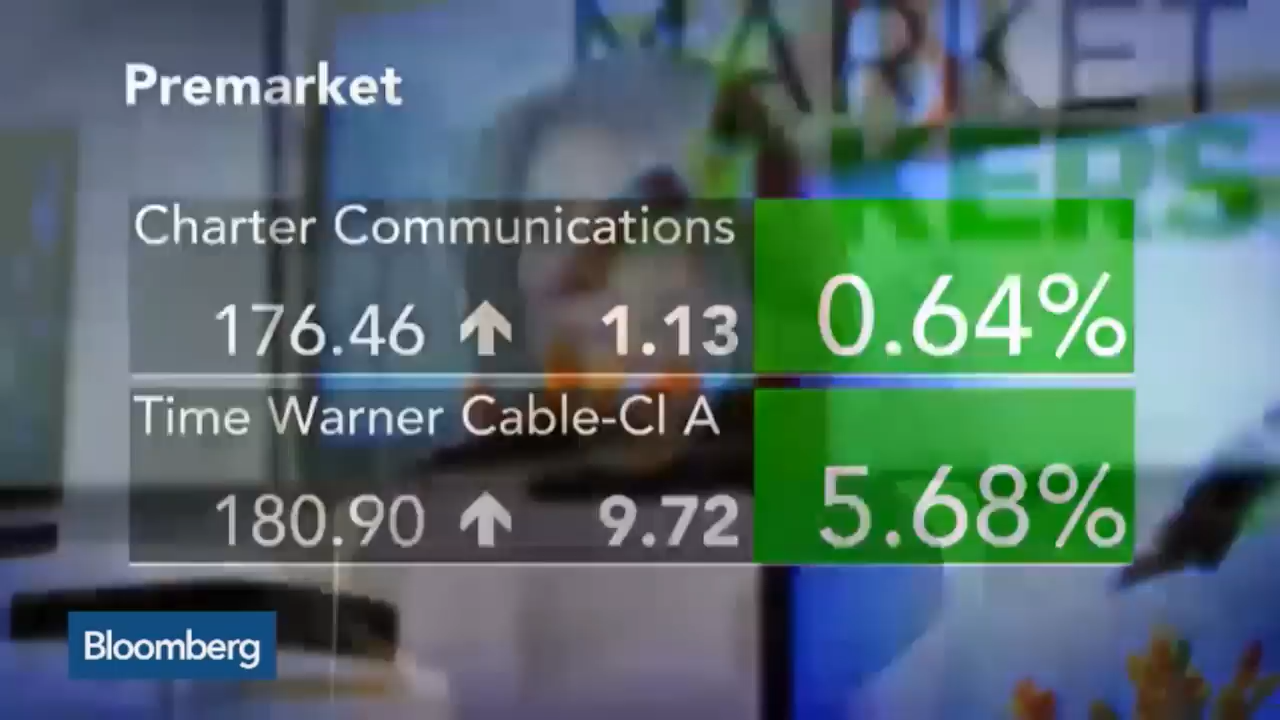 MARKET
Premarket
Charter Communications
176.46 ↑ 1.13 0.64%
Time Warner Cable-Cl A
180.90 ↑ 9.72 5.68%
Bloomberg